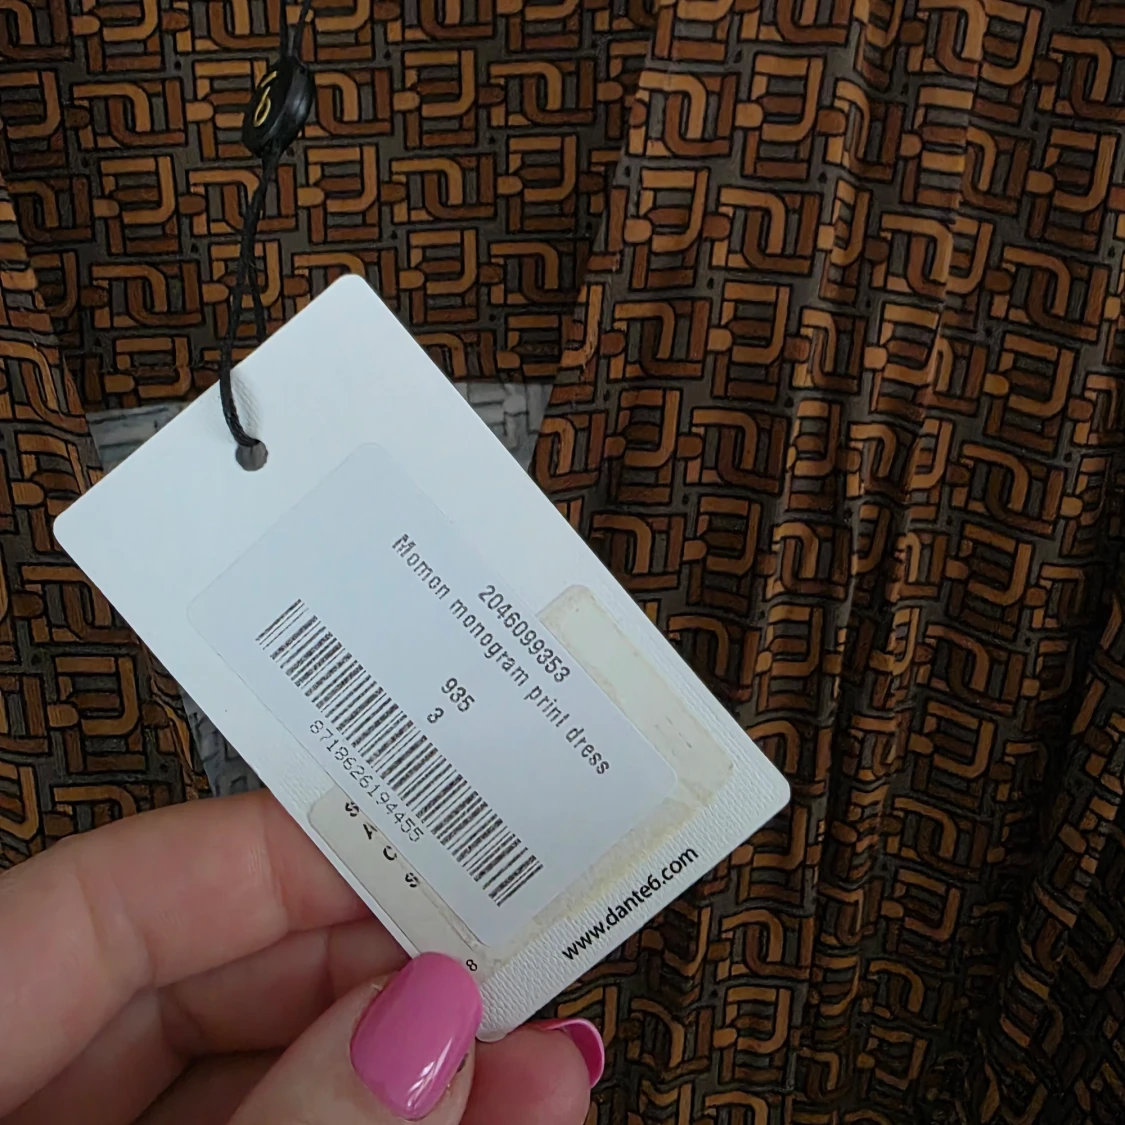 2046099353
Momon monogram print dress
935
3
8718626194455
S A C S
8
www.dante6.com